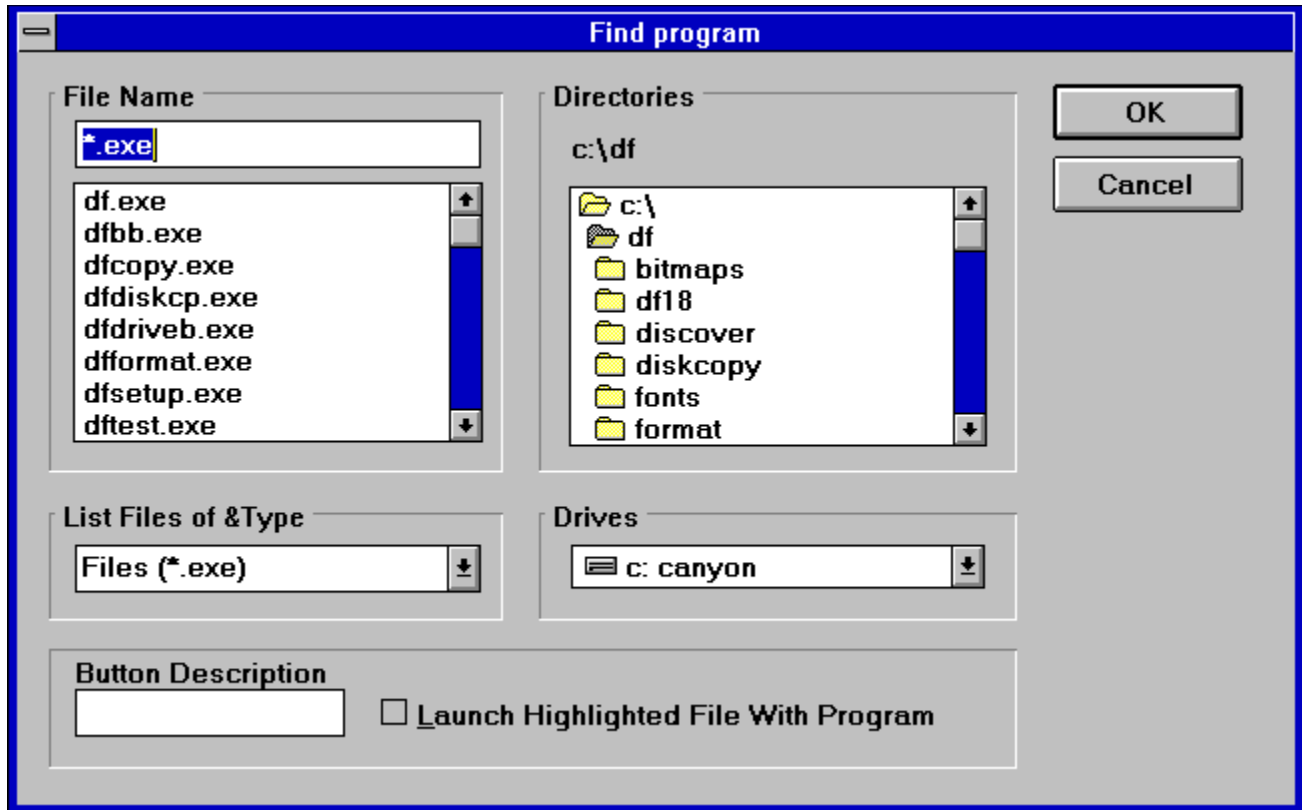 Find program
File Name
*.exe
df.exe
dfbb.exe
dfcopy.exe
dfdiskcp.exe
dfdriveb.exe
dfformat.exe
dfsetup.exe
dftest.exe
Directories
c:\df
c:\
df
bitmaps
df18
discover
diskcopy
fonts
format
OK
Cancel
List Files of &Type
Files (*.exe)
Drives
c: canyon
Button Description
Launch Highlighted File With Program